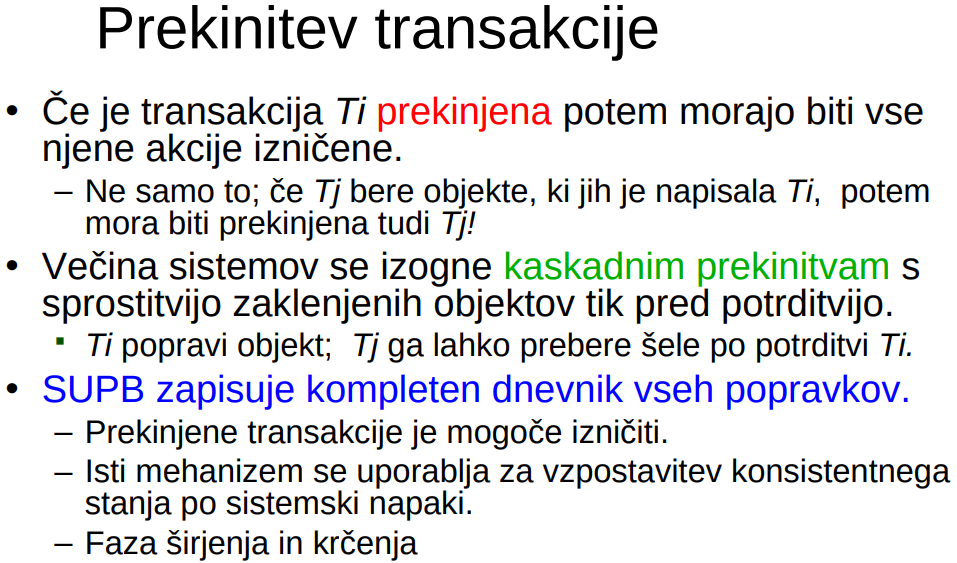 Prekinitev transakcije
• Če je transakcija Ti prekinjena potem morajo biti vse
njene akcije izničene.
– Ne samo to; če Tj bere objekte, ki jih je napisala Ti, potem
mora biti prekinjena tudi Tj!
• Večina sistemov se izogne kaskadnim prekinitvam s
sprostitvijo zaklenjenih objektov tik pred potrditvijo.
▪ Ti popravi objekt; Tj ga lahko prebere šele po potrditvi Ti.
• SUPB zapisuje kompleten dnevnik vseh popravkov.
– Prekinjene transakcije je mogoče izničiti.
– Isti mehanizem se uporablja za vzpostavitev konsistentnega
stanja po sistemski napaki.
– Faza širjenja in krčenja